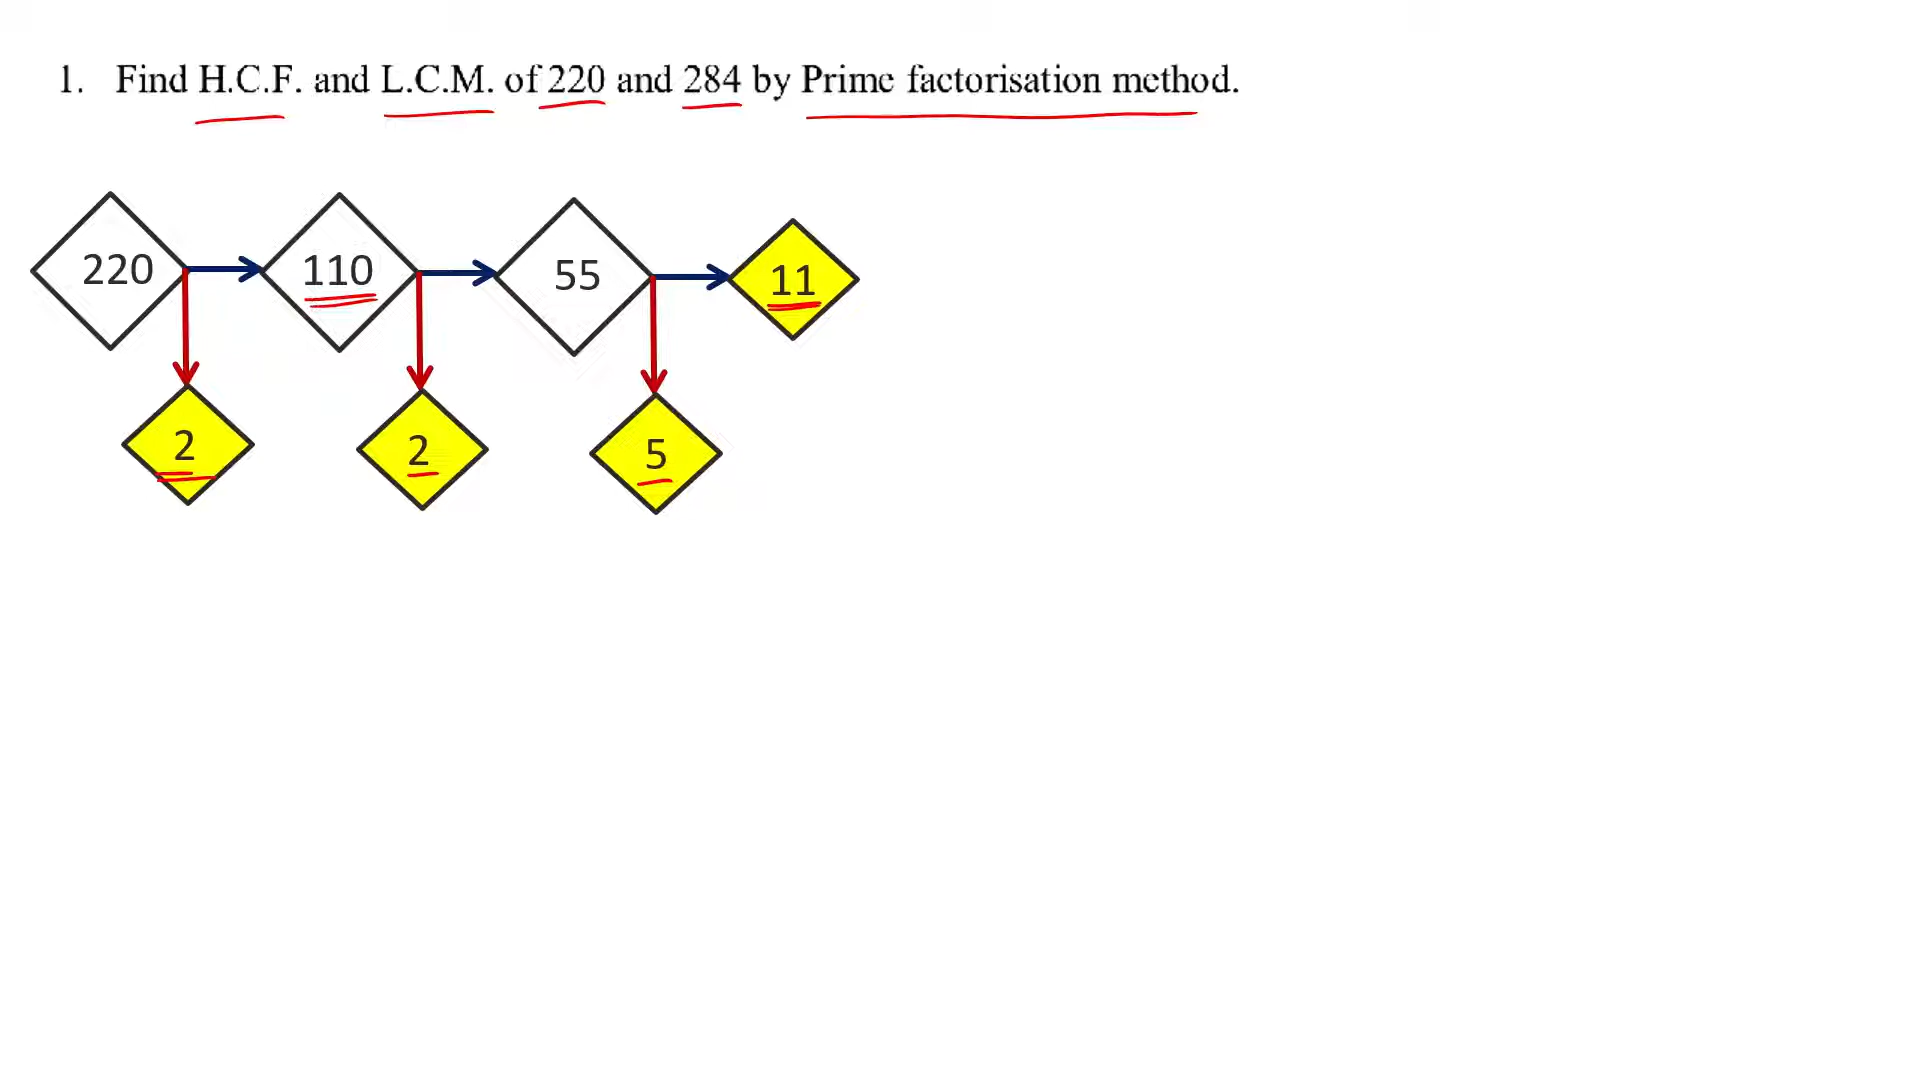 1. Find H.C.F. and L.C.M. of 220 and 284 by Prime factorisation method.
220 110 55 11
2 2 5